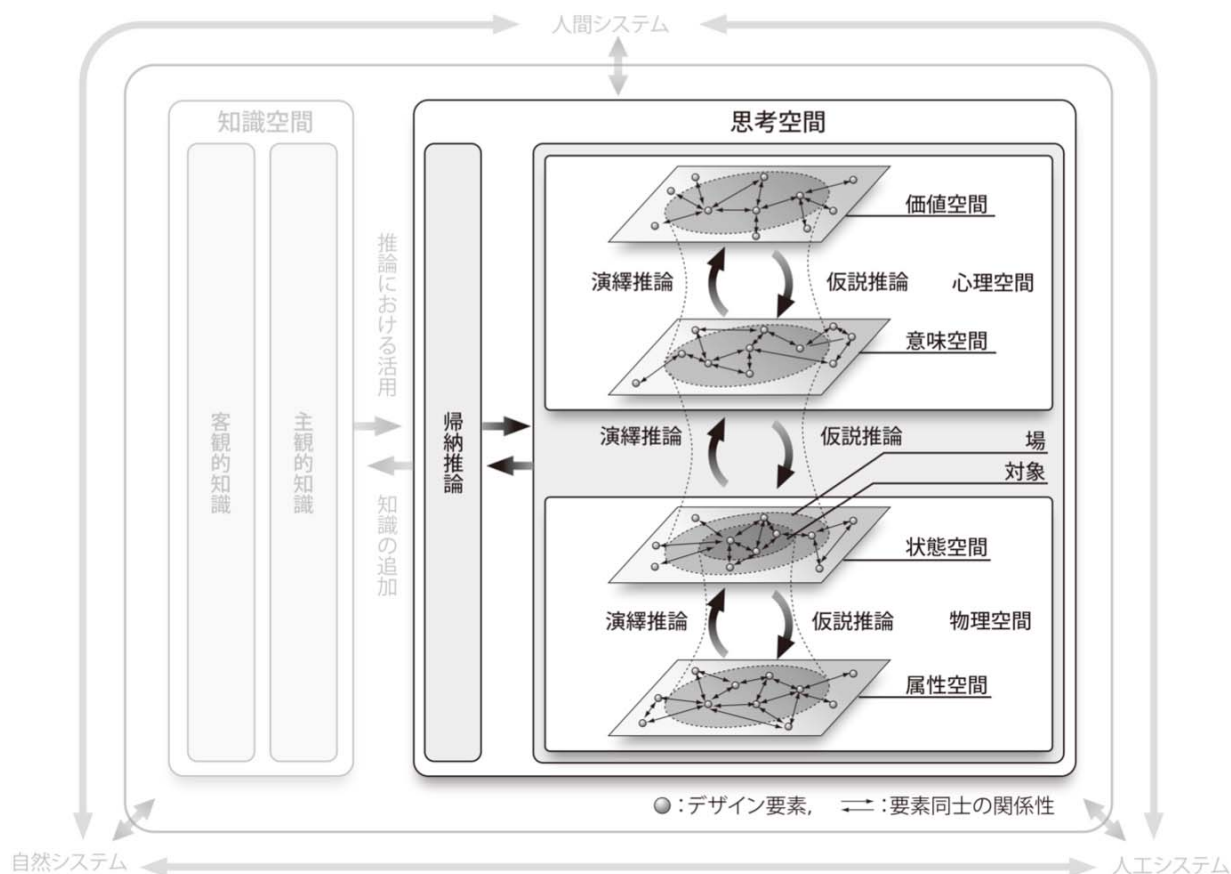 人間システム
知識空間
思考空間
価値空間
演繹推論
仮説推論
心理空間
意味空間
推論における活用
客観的知識
主観的知識
帰納推論
演繹推論
仮説推論
場
対象
知識の追加
状態空間
演繹推論
仮説推論
物理空間
属性空間
:デザイン要素,
:要素同士の関係性
自然システム
人工システム